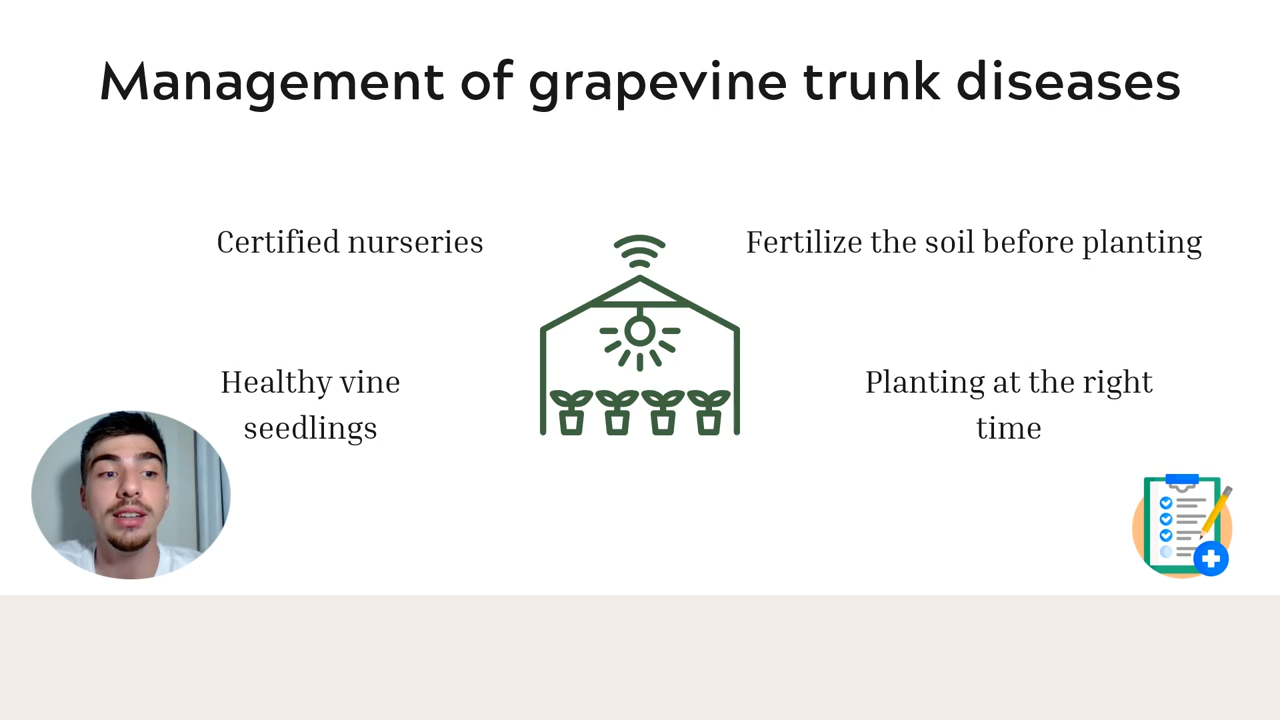 Management of grapevine trunk diseases
Certified nurseries
Fertilize the soil before planting
Healthy vine
seedlings
Planting at the right
time